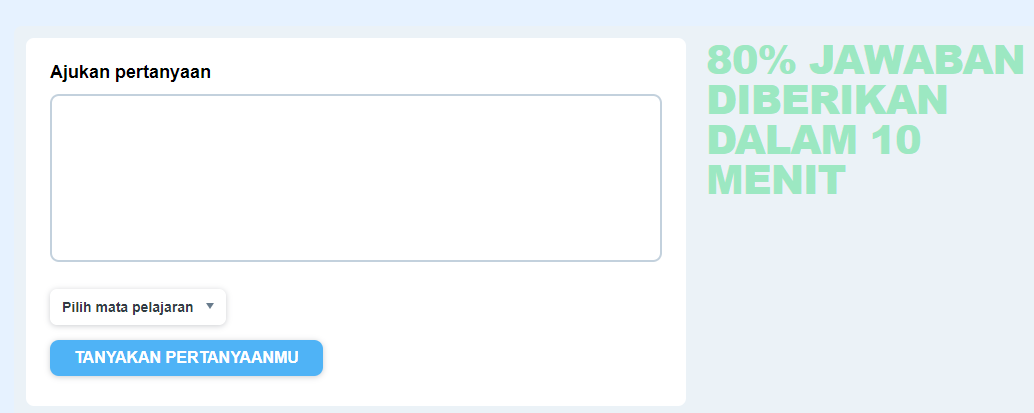 Ajukan pertanyaan
80% JAWABAN
DIBERIKAN
DALAM 10
MENIT
Pilih mata pelajaran
TANYAKAN PERTANYAANMU